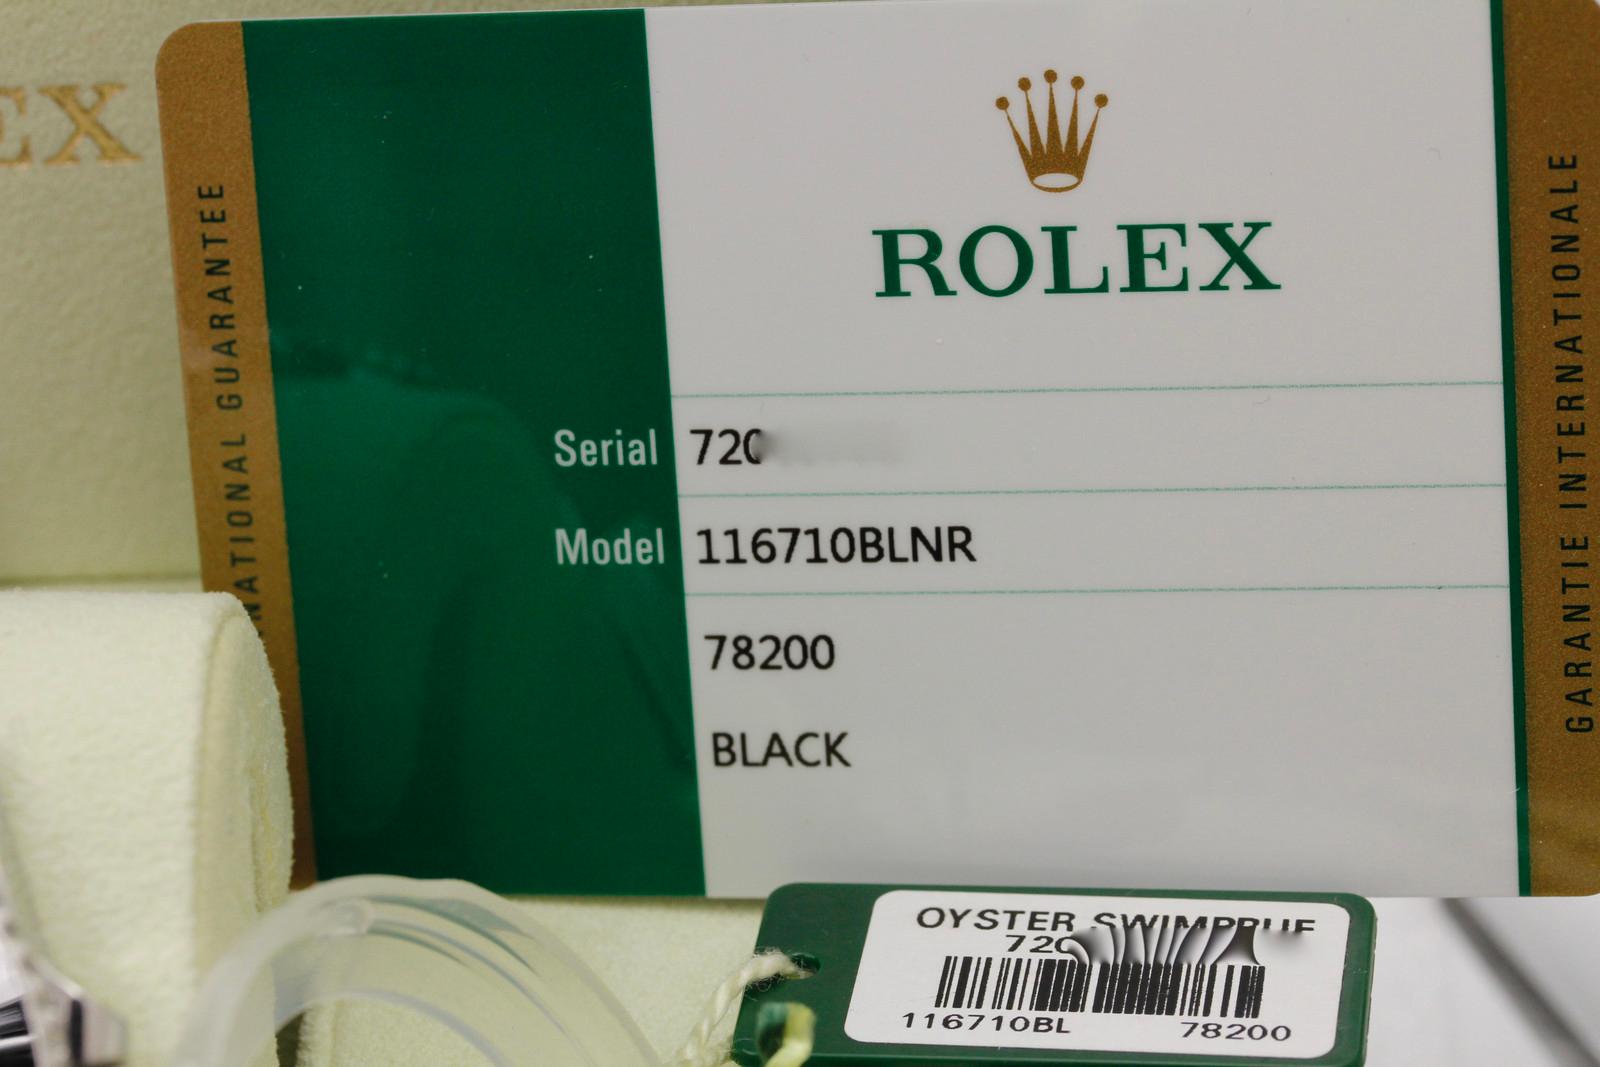 EX
INTERNATIONAL GUARANTEE
ROLEX
GARANTIE INTERNATIONALE
Serial 720
Model 116710BLNR
78200
BLACK
OYSTER SWIMPRUF
720
116710BL 78200